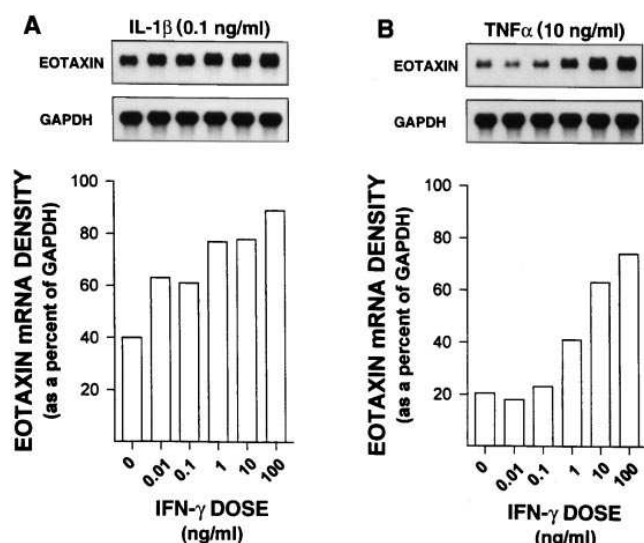 A
IL-1β (0.1 ng/ml)
EOTAXIN
GAPDH
EOTAXIN mRNA DENSITY
(as a percent of GAPDH)
100
80
60
40
20
0
0.01
0.1
1
10
100
IFN-γ DOSE
(ng/ml)
B
TNFα (10 ng/ml)
EOTAXIN
GAPDH
EOTAXIN mRNA DENSITY
(as a percent of GAPDH)
100
80
60
40
20
0
0.01
0.1
1
10
100
IFN-γ DOSE
(ng/ml)